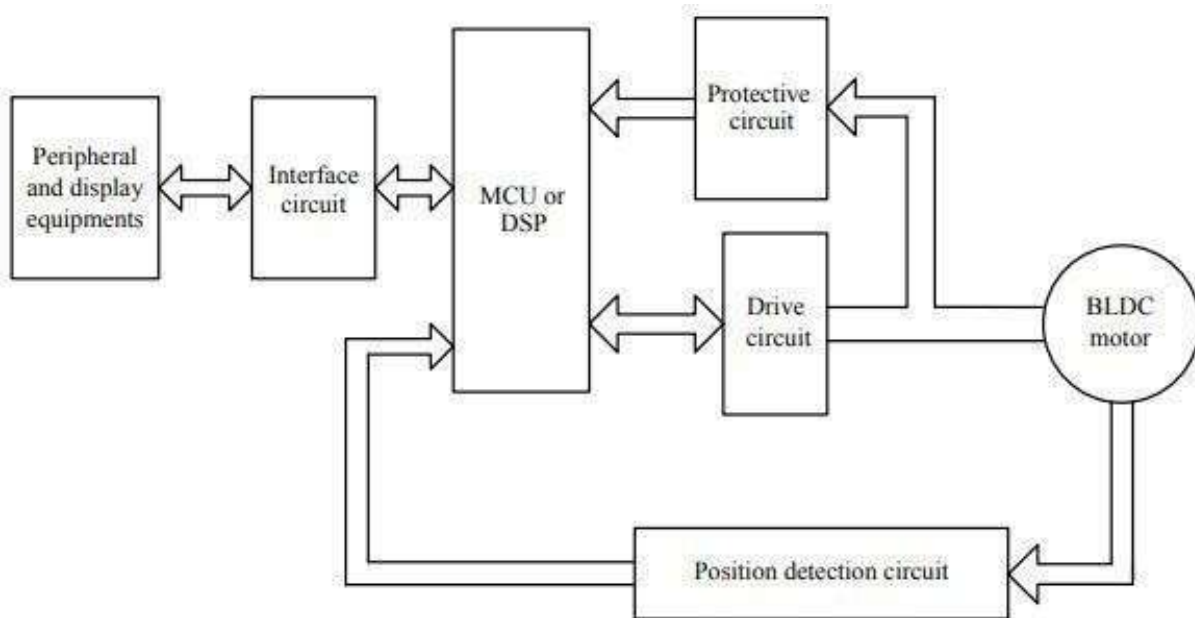 Peripheral
and display
equipments
Interface
circuit
MCU or
DSP
Protective
circuit
Drive
circuit
BLDC
motor
Position detection circuit